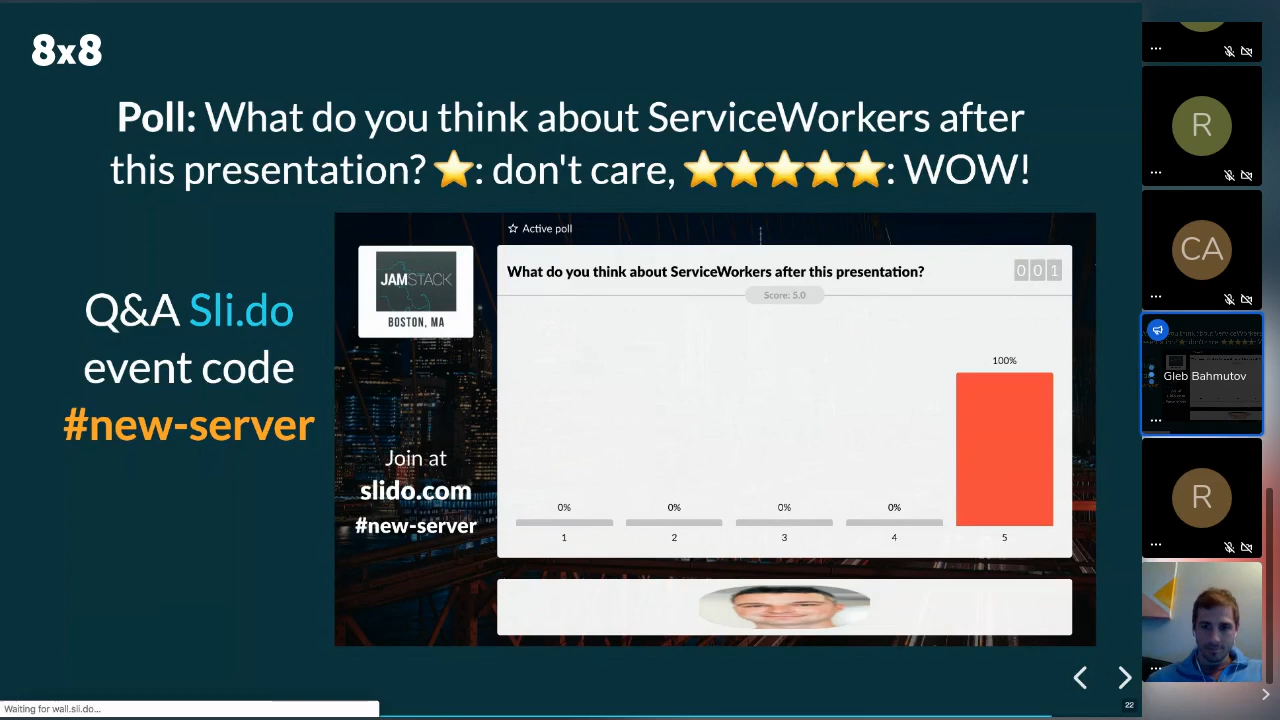 8x8
Poll: What do you think about ServiceWorkers after
this presentation? ⭐: don't care, ⭐⭐⭐⭐⭐: WOW!
Q&A Sli.do
event code
#new-server
Active poll
JAMSTACK
BOSTON, MA
Join at
slido.com
#new-server
What do you think about ServiceWorkers after this presentation?
001
Score: 5.0
0% 0% 0% 0% 100%
1 2 3 4 5
22
Waiting for wall.sli.do...
R
CA
Gleb Bahmutov
R